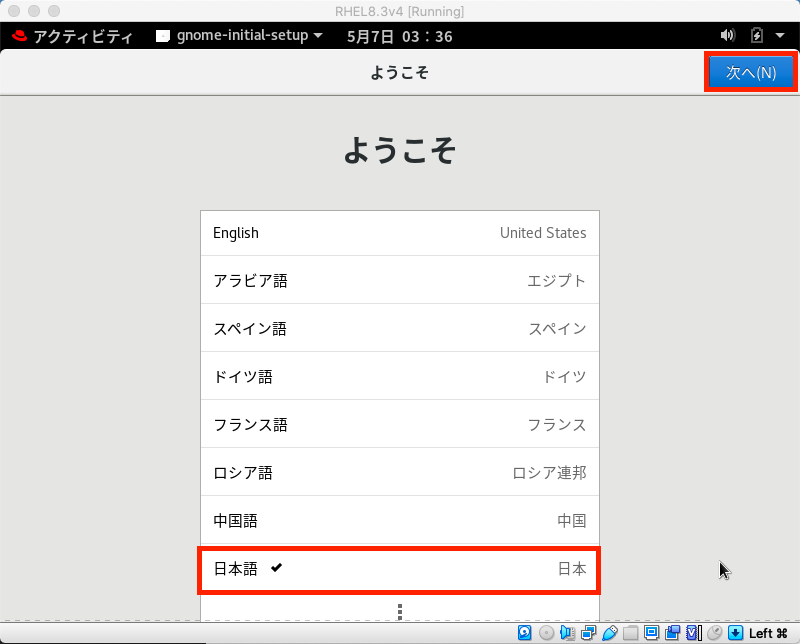 RHEL8.3v4 [Running]
アクティビティ gnome-initial-setup 5月7日 03：36
ようこそ 次へ(N)
ようこそ
English United States
アラビア語 エジプト
スペイン語 スペイン
ドイツ語 ドイツ
フランス語 フランス
ロシア語 ロシア連邦
中国語 中国
日本語 日本
Left ⌘